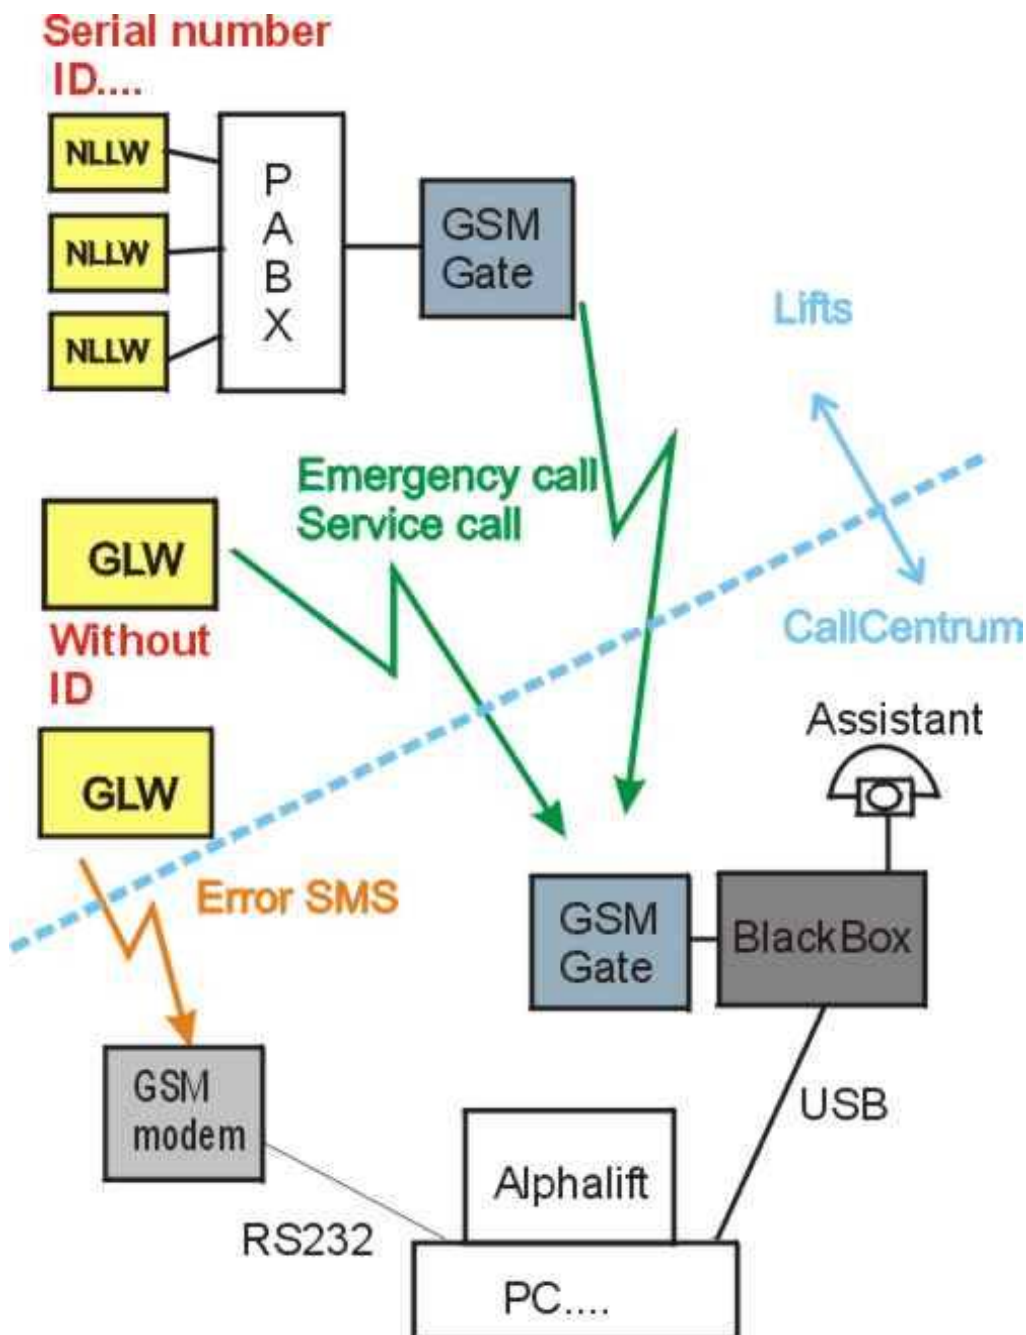 Serial number
ID....
NLLW
NLLW
NLLW
P
A
B
X
GSM
Gate
Lifts
Emergency call
Service call
GLW
Without
ID
CallCentrum
GLW
Assistant
Error SMS
GSM
Gate
BlackBox
GSM
modem
USB
Alphalift
RS232
PC....